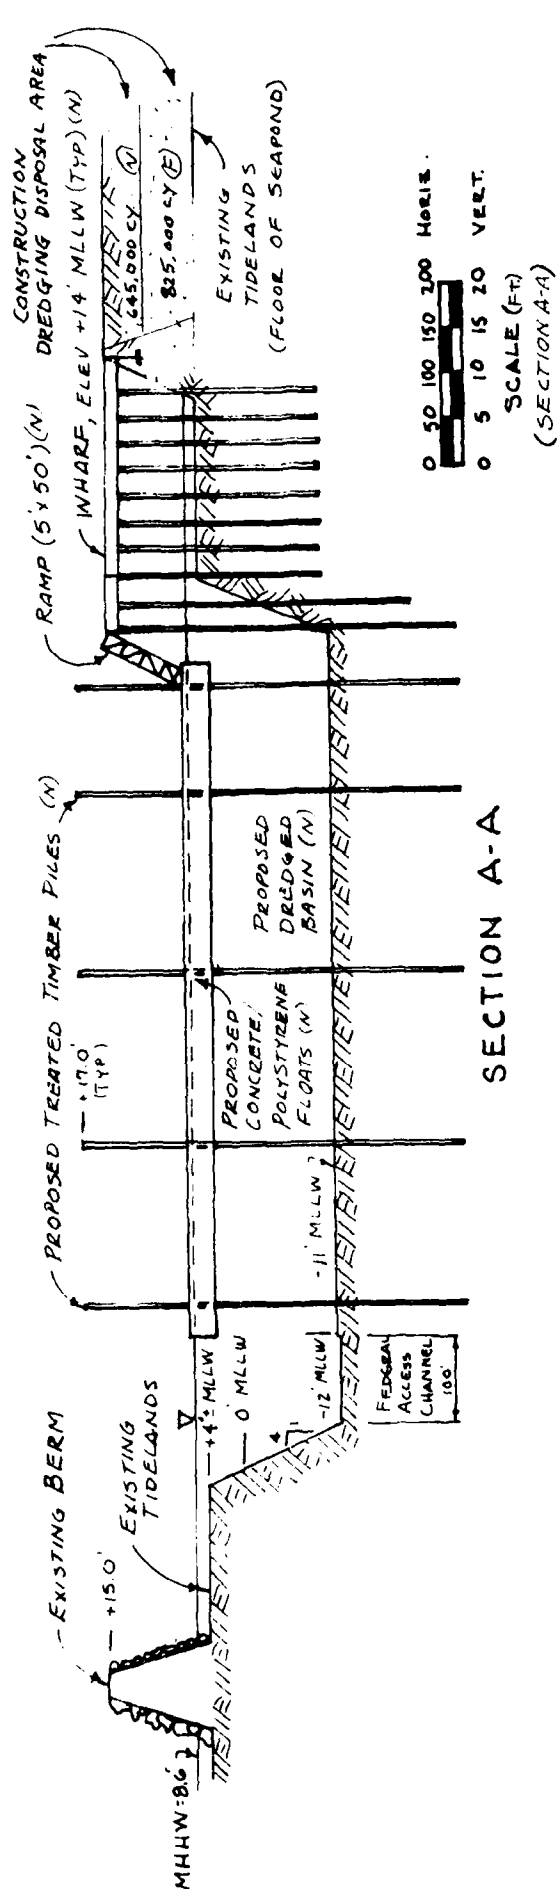 CONSTRUCTION
DREDGING DISPOSAL AREA
WHARF, ELEV +14' MLLW (TYP) (N)
RAMP (5'x50') (N)
645,000 CY (N)
825,000 CY (E)
EXISTING
TIDELANDS
(FLOOR OF SEAPOND)
PROPOSED TREATED TIMBER PILES (N)
+17.0'
(TYP)
PROPOSED
CONCRETE/
POLYSTYRENE
FLOATS (N)
PROPOSED
DREDGED
BASIN (N)
-11' MLLW
EXISTING BERM
+15.0'
EXISTING
TIDELANDS
+4'± MLLW
0' MLLW
4
1
-12' MLLW
FEDERAL
ACCESS
CHANNEL
100'
MHHW=8.6'
SECTION A-A
0 50 100 150 200 HORIZ.
0 5 10 15 20 VERT.
SCALE (FT)
(SECTION A-A)